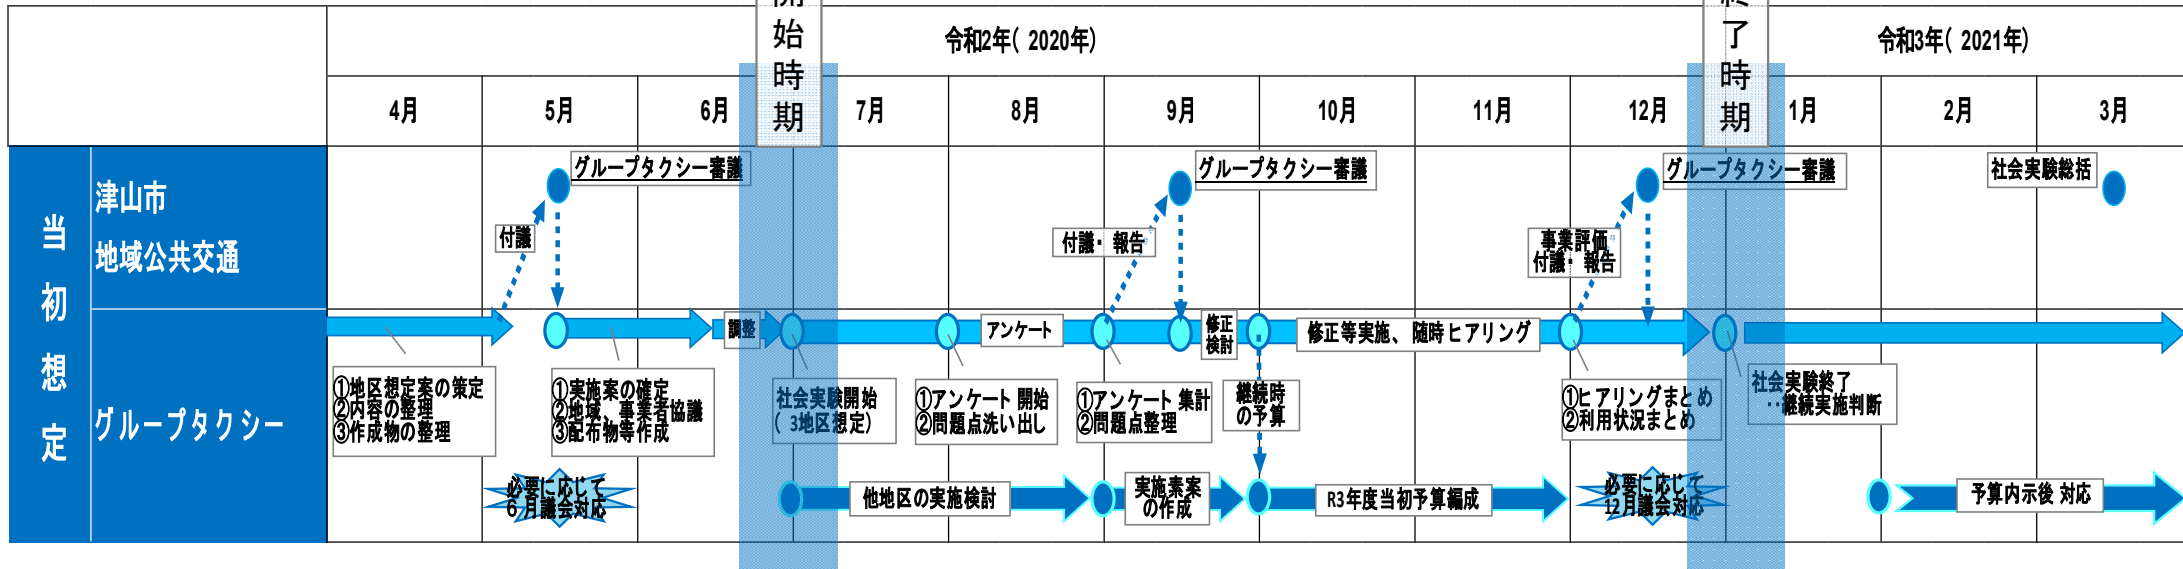 開始時期
終了時期
令和2年( 2020年)
令和3年( 2021年)
4月
5月
6月
7月
8月
9月
10月
11月
12月
1月
2月
3月
当初想定
津山市
地域公共交通
グループタクシー審議
グループタクシー審議
グループタクシー審議
社会実験総括
付議
付議・ 報告
事業評価
付議・ 報告
グループタクシー
調整
アンケート
修正
検討
修正等実施、随時ヒアリング
①地区想定案の策定
②内容の整理
③作成物の整理
①実施案の確定
②地域、事業者協議
③配布物等作成
社会実験開始
( 3地区想定)
①アンケート 開始
②問題点洗い出し
①アンケート 集計
②問題点整理
継続時
の予算
①ヒアリングまとめ
②利用状況まとめ
社会実験終了
‥継続実施判断
必要に応じて
6月議会対応
他地区の実施検討
実施素案
の作成
R3年度当初予算編成
必要に応じて
12月議会対応
予算内示後 対応